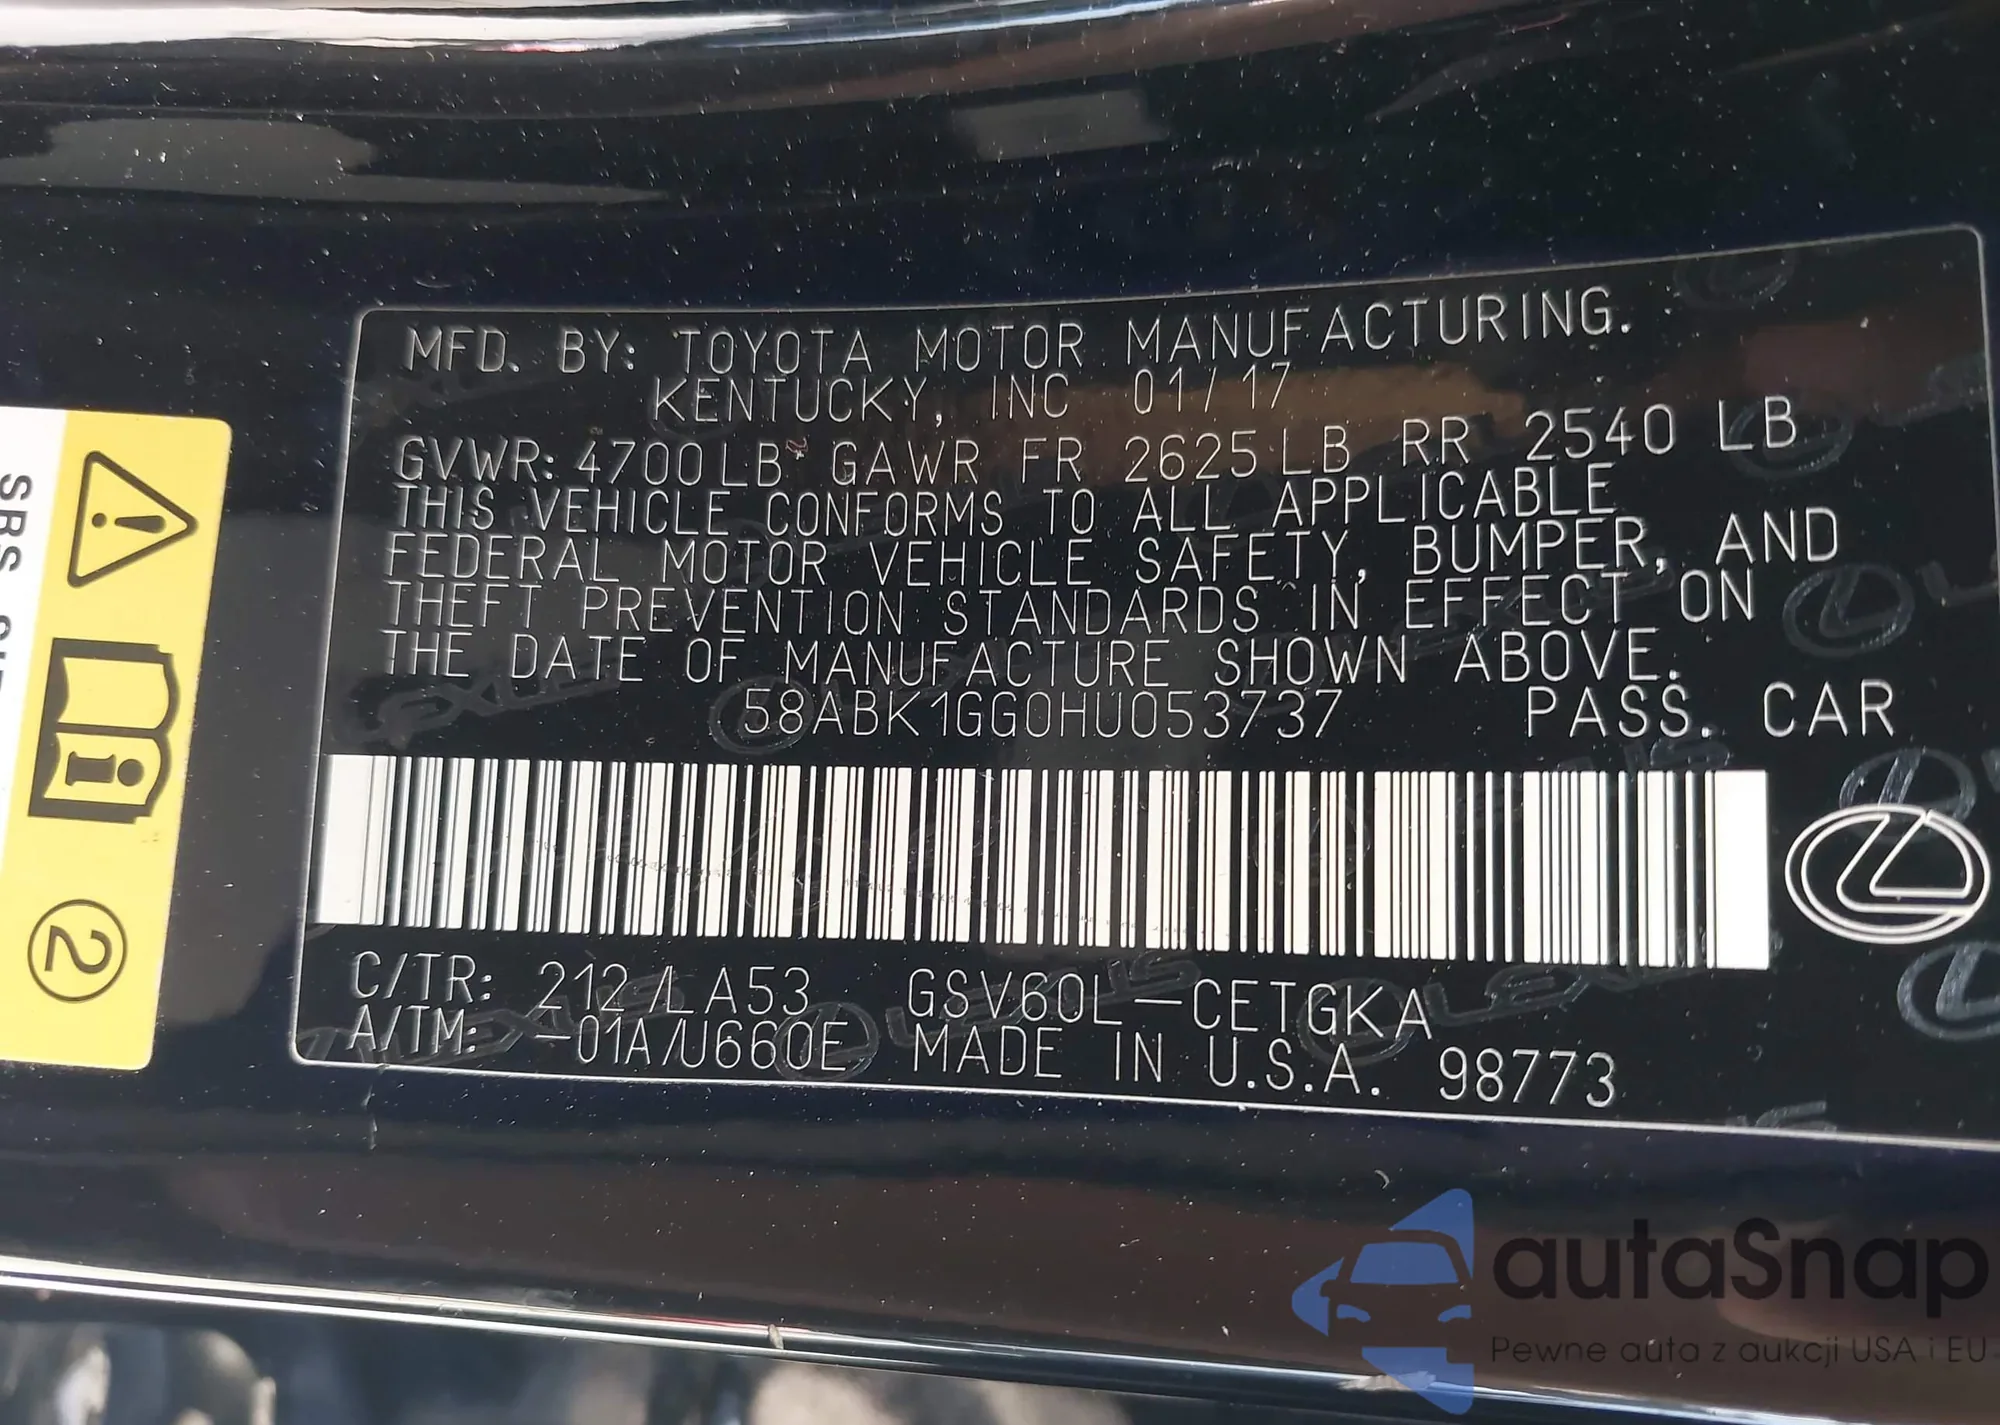 MFD. BY: TOYOTA MOTOR MANUFACTURING.
KENTUCKY, INC 01/17
GVWR: 4700LB GAWR FR 2625LB RR 2540 LB
THIS VEHICLE CONFORMS TO ALL APPLICABLE
FEDERAL MOTOR VEHICLE SAFETY, BUMPER, AND
THEFT PREVENTION STANDARDS IN EFFECT ON
THE DATE OF MANUFACTURE SHOWN ABOVE.
58ABK1GG0HU053737 PASS. CAR
C/TR: 212/LA53 GSV60L-CETGKA
A/TM: -01A/U660E MADE IN U.S.A. 98773
SRS
2
autaSnap
Pewne auta z aukcji USA i EU